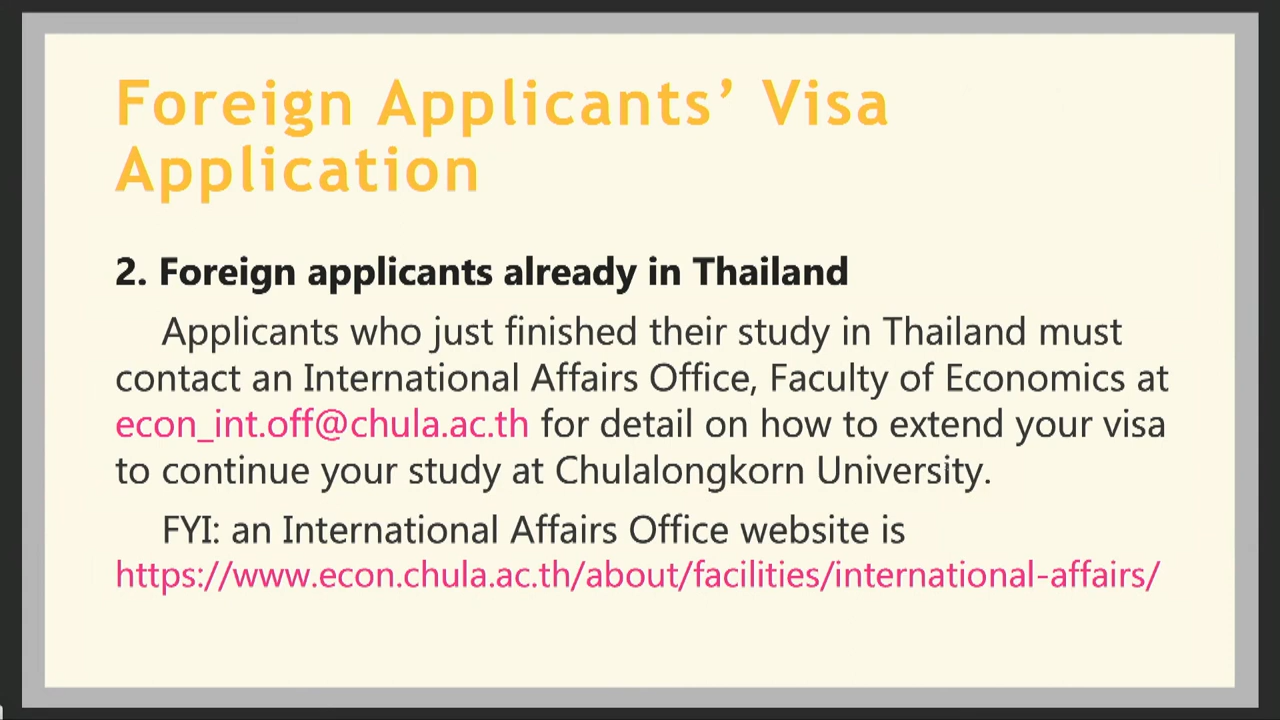 Foreign Applicants’ Visa
Application
2. Foreign applicants already in Thailand
Applicants who just finished their study in Thailand must
contact an International Affairs Office, Faculty of Economics at
econ_int.off@chula.ac.th for detail on how to extend your visa
to continue your study at Chulalongkorn University.
FYI: an International Affairs Office website is
https://www.econ.chula.ac.th/about/facilities/international-affairs/